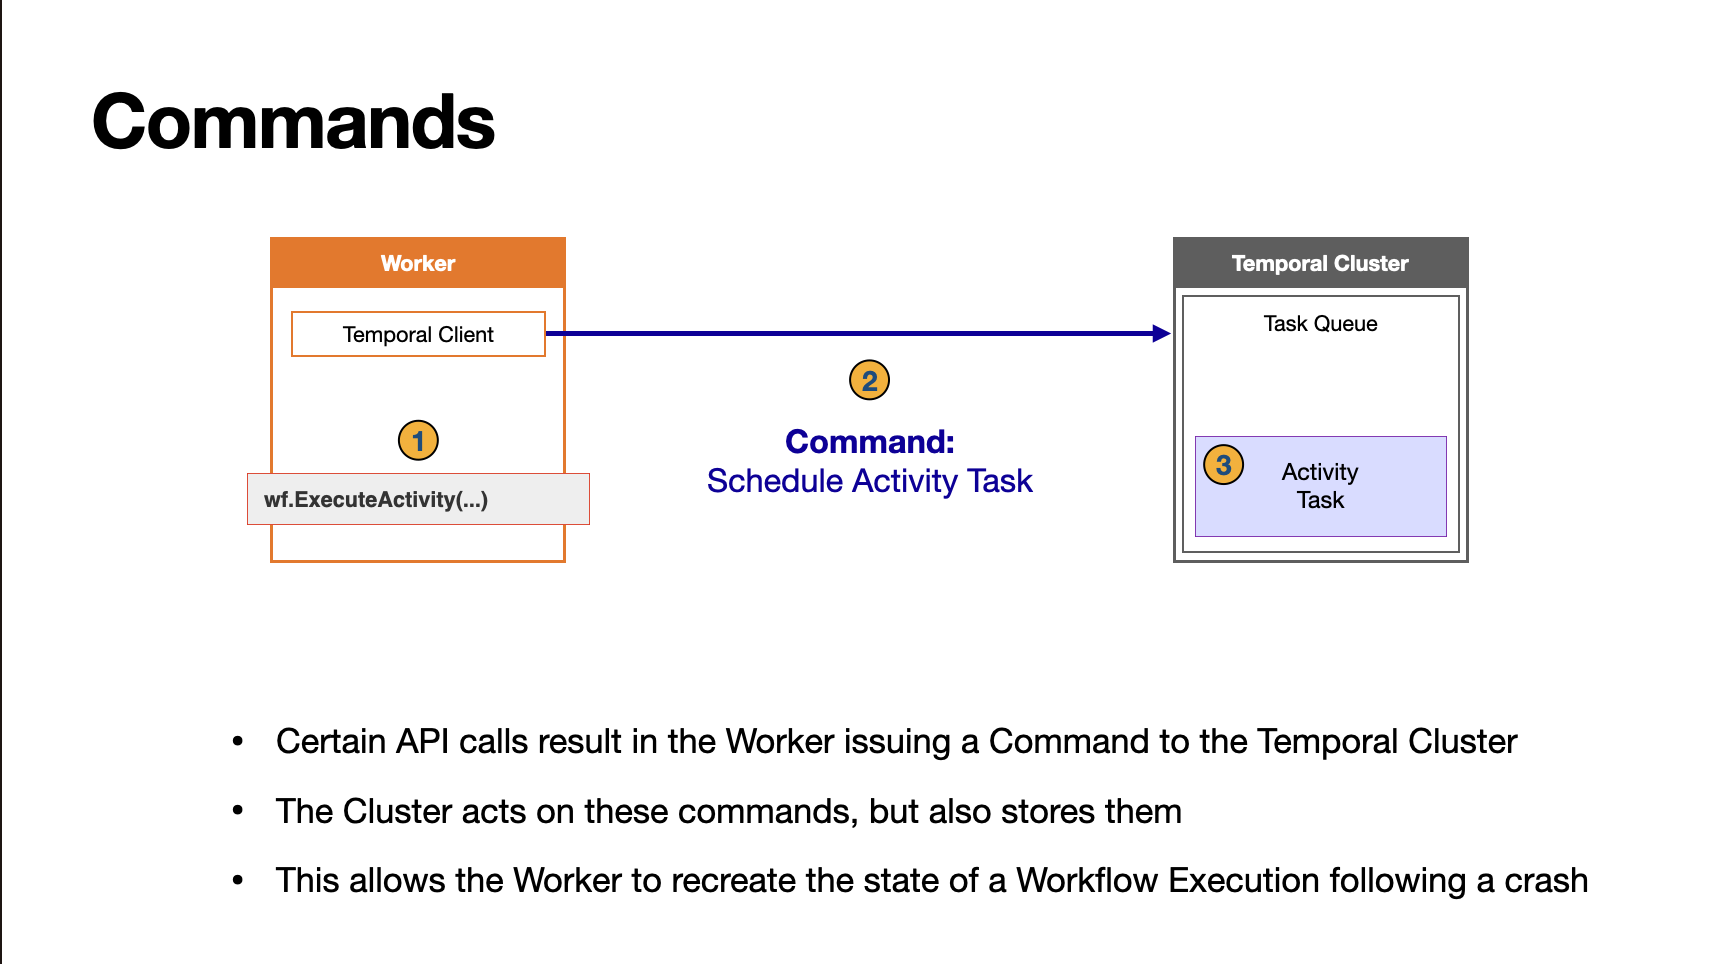 Commands
Worker
Temporal Client
1
wf.ExecuteActivity(...)
2
Command:
Schedule Activity Task
Temporal Cluster
Task Queue
3
Activity
Task
• Certain API calls result in the Worker issuing a Command to the Temporal Cluster
• The Cluster acts on these commands, but also stores them
• This allows the Worker to recreate the state of a Workflow Execution following a crash